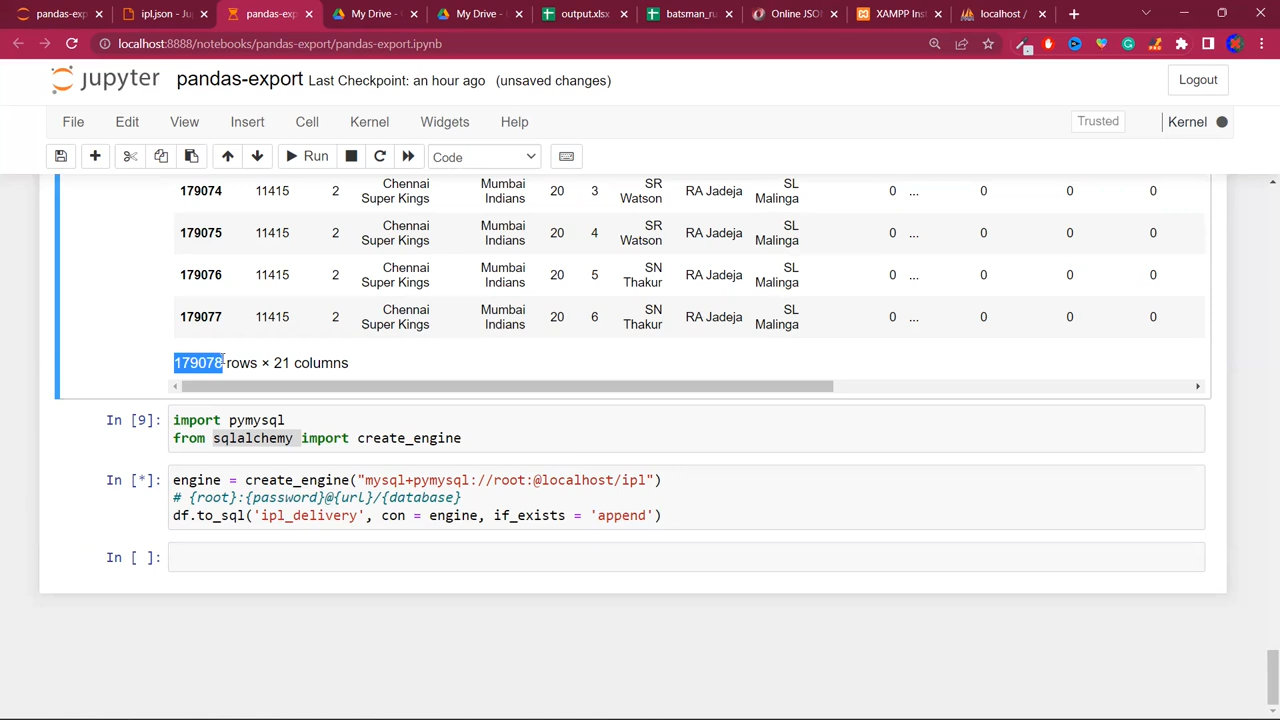 pandas-ex
ipl.json - Ju
pandas-exp
My Drive -
My Drive -
output.xlsx
batsman_ru
Online JSO
XAMPP Inst
localhost /
localhost:8888/notebooks/pandas-export/pandas-export.ipynb
jupyter pandas-export Last Checkpoint: an hour ago (unsaved changes)
Logout
File Edit View Insert Cell Kernel Widgets Help
Trusted
Kernel
Run
Code
179074 11415 2 Chennai Super Kings Mumbai Indians 20 3 SR Watson RA Jadeja SL Malinga 0 ... 0 0 0
179075 11415 2 Chennai Super Kings Mumbai Indians 20 4 SR Watson RA Jadeja SL Malinga 0 ... 0 0 0
179076 11415 2 Chennai Super Kings Mumbai Indians 20 5 SN Thakur RA Jadeja SL Malinga 0 ... 0 0 0
179077 11415 2 Chennai Super Kings Mumbai Indians 20 6 SN Thakur RA Jadeja SL Malinga 0 ... 0 0 0
179078 rows × 21 columns
In [9]: import pymysql
from sqlalchemy import create_engine
In [*]: engine = create_engine("mysql+pymysql://root:@localhost/ipl")
# {root}:{password}@{url}/{database}
df.to_sql('ipl_delivery', con = engine, if_exists = 'append')
In [ ]: